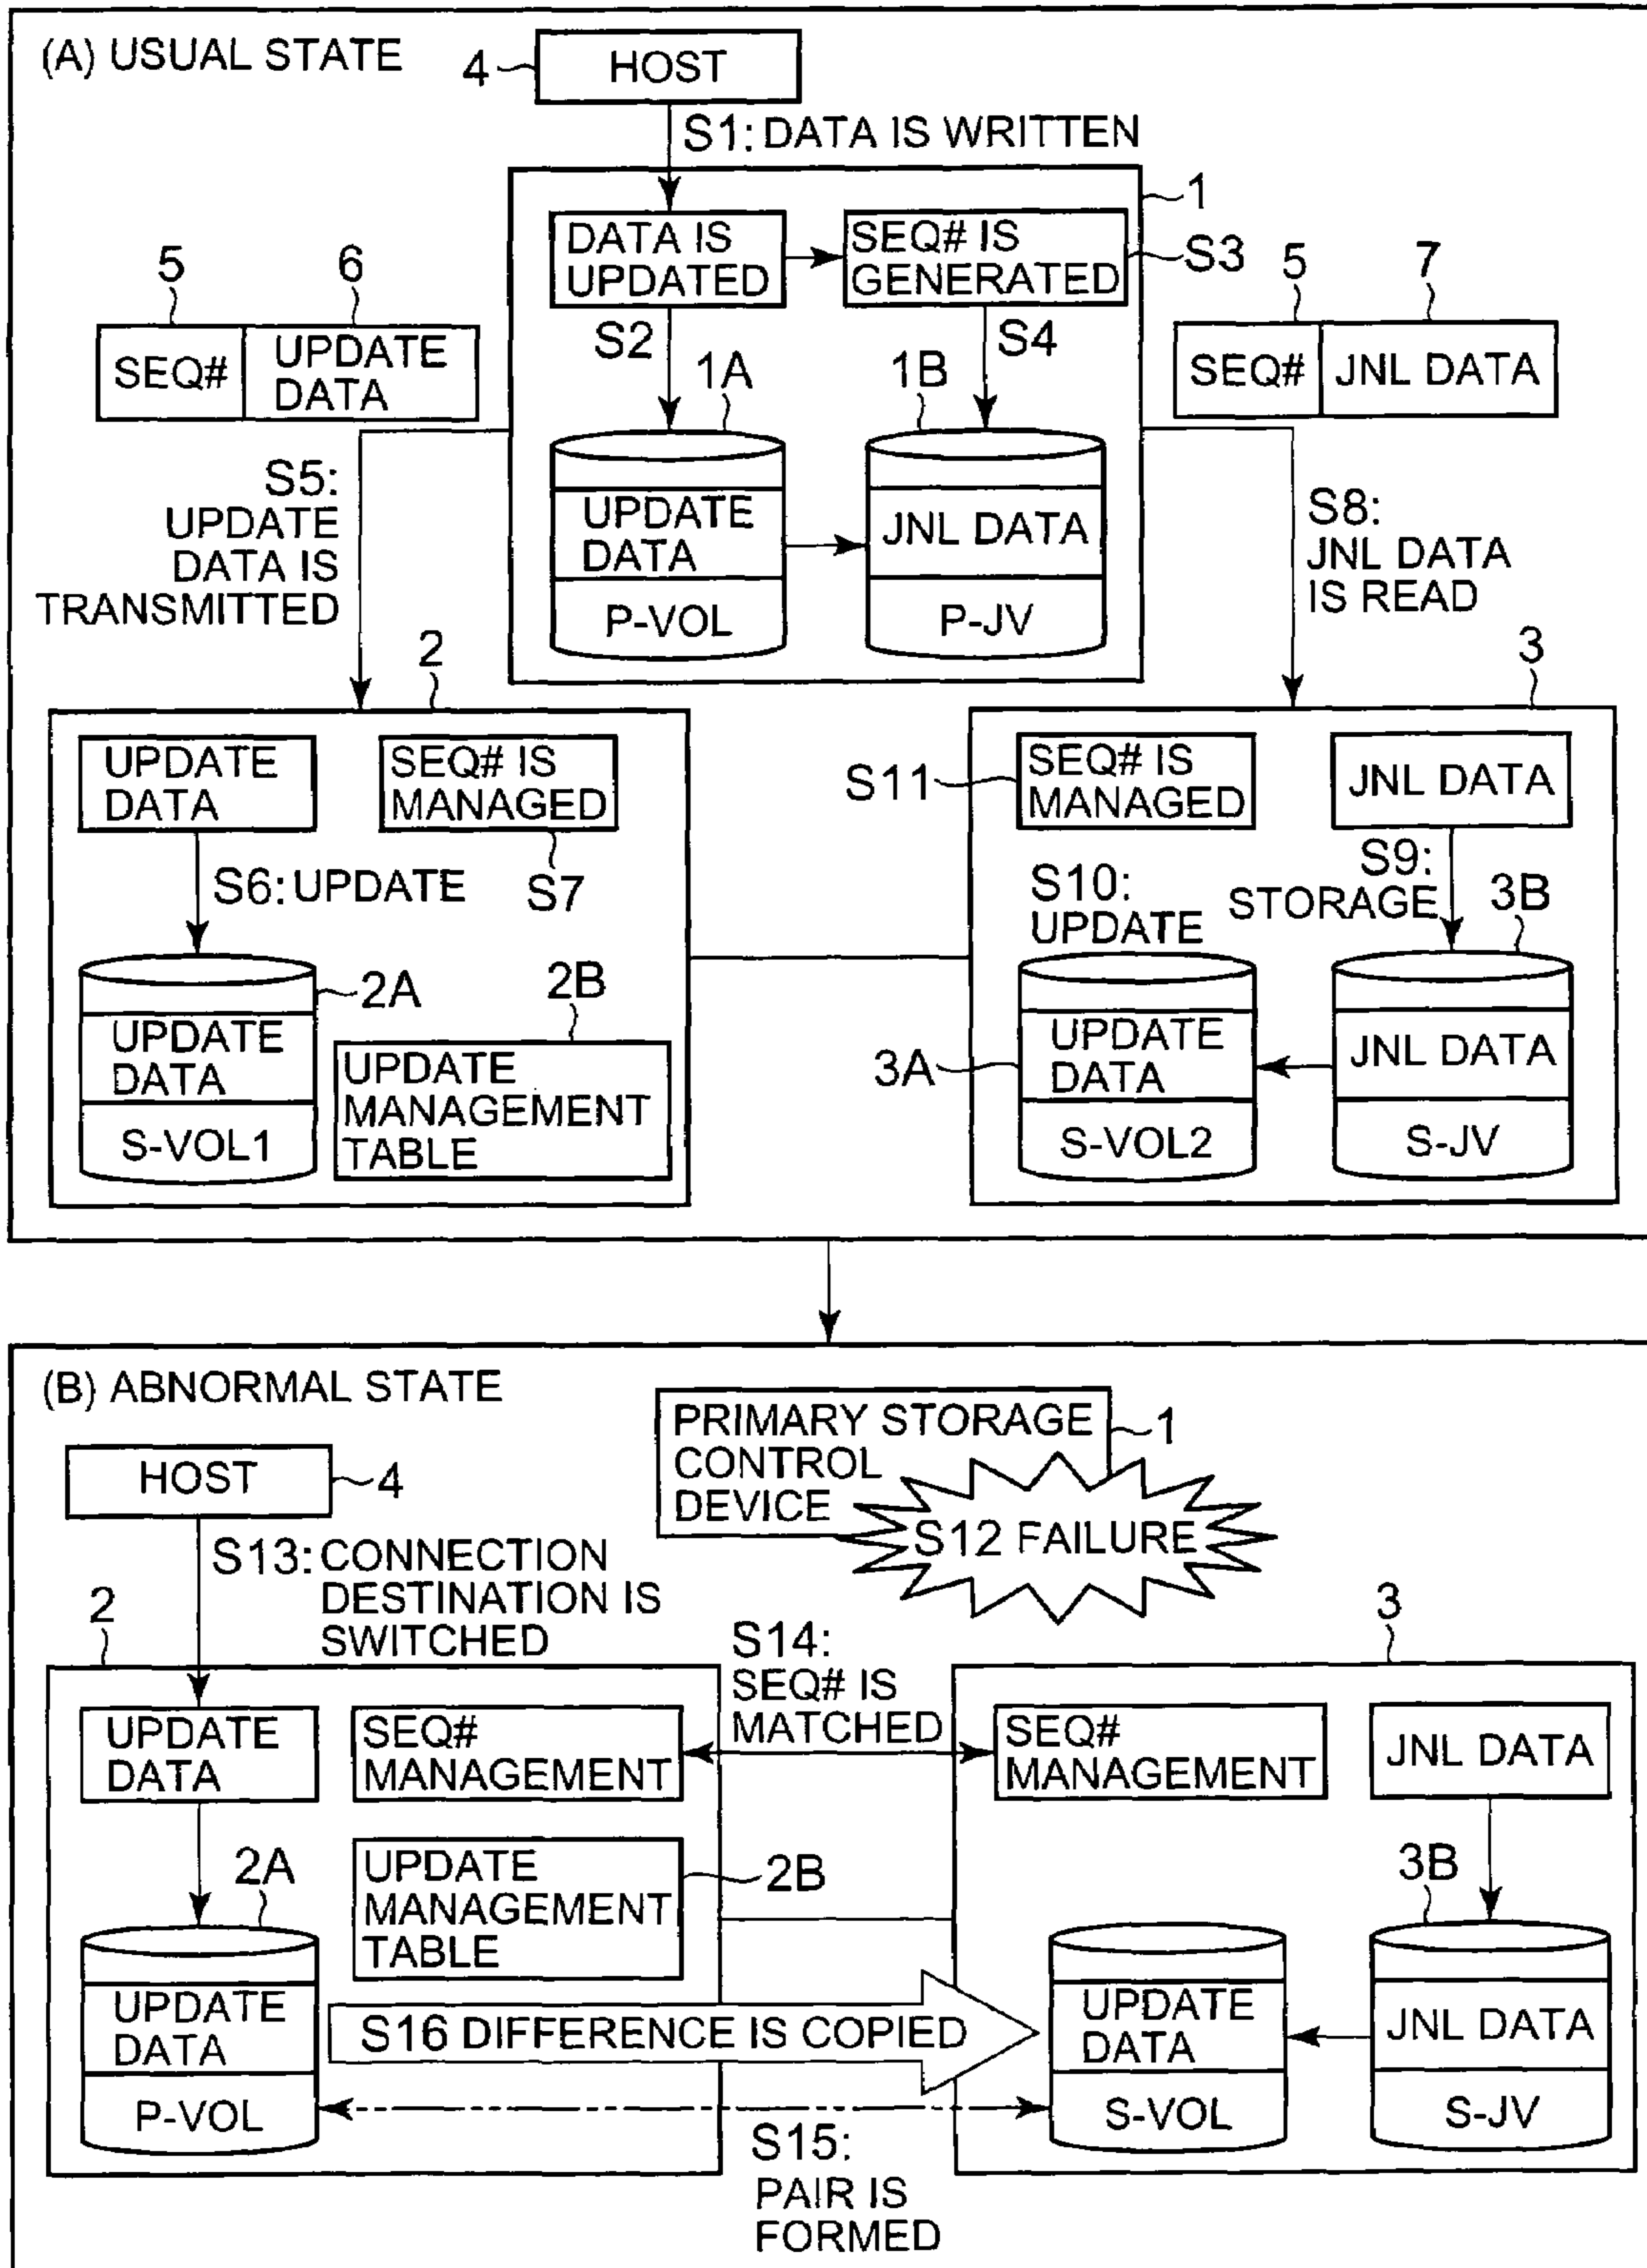 (A) USUAL STATE
4
HOST
S1: DATA IS WRITTEN
1
DATA IS
UPDATED
SEQ# IS
GENERATED
S3
5
6
SEQ#
UPDATE
DATA
S2
S4
5
7
SEQ#
JNL DATA
1A
1B
UPDATE
DATA
P-VOL
JNL DATA
P-JV
S5:
UPDATE
DATA IS
TRANSMITTED
S8:
JNL DATA
IS READ
2
3
UPDATE
DATA
SEQ# IS
MANAGED
S6: UPDATE
S7
2A
2B
UPDATE
DATA
S-VOL1
UPDATE
MANAGEMENT
TABLE
S11
SEQ# IS
MANAGED
JNL DATA
S9:
STORAGE
S10:
UPDATE
3B
3A
UPDATE
DATA
S-VOL2
JNL DATA
S-JV
(B) ABNORMAL STATE
HOST
4
PRIMARY STORAGE
CONTROL
DEVICE
1
S12 FAILURE
S13: CONNECTION
DESTINATION IS
SWITCHED
2
S14:
SEQ# IS
MATCHED
3
UPDATE
DATA
SEQ#
MANAGEMENT
SEQ#
MANAGEMENT
JNL DATA
2A
UPDATE
MANAGEMENT
TABLE
2B
3B
UPDATE
DATA
P-VOL
S16 DIFFERENCE IS COPIED
UPDATE
DATA
S-VOL
JNL DATA
S-JV
S15:
PAIR IS
FORMED